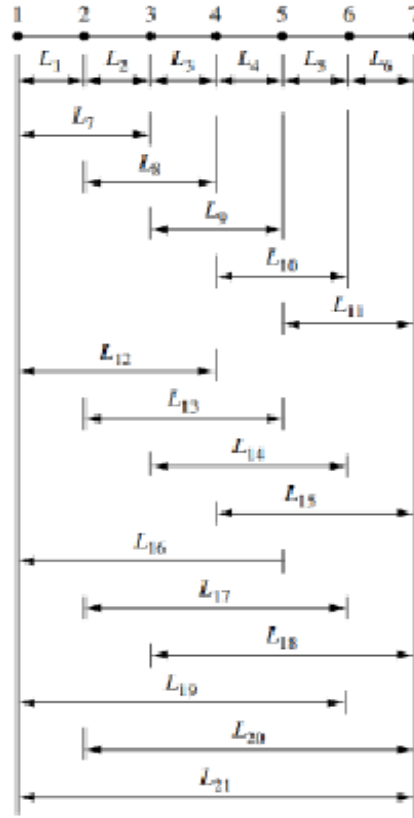 1 2 3 4 5 6 7
L₁ L₂ L₃ L₄ L₅ L₆
L₇
L₈
L₉
L₁₀
L₁₁
L₁₂
L₁₃
L₁₄
L₁₅
L₁₆
L₁₇
L₁₈
L₁₉
L₂₀
L₂₁